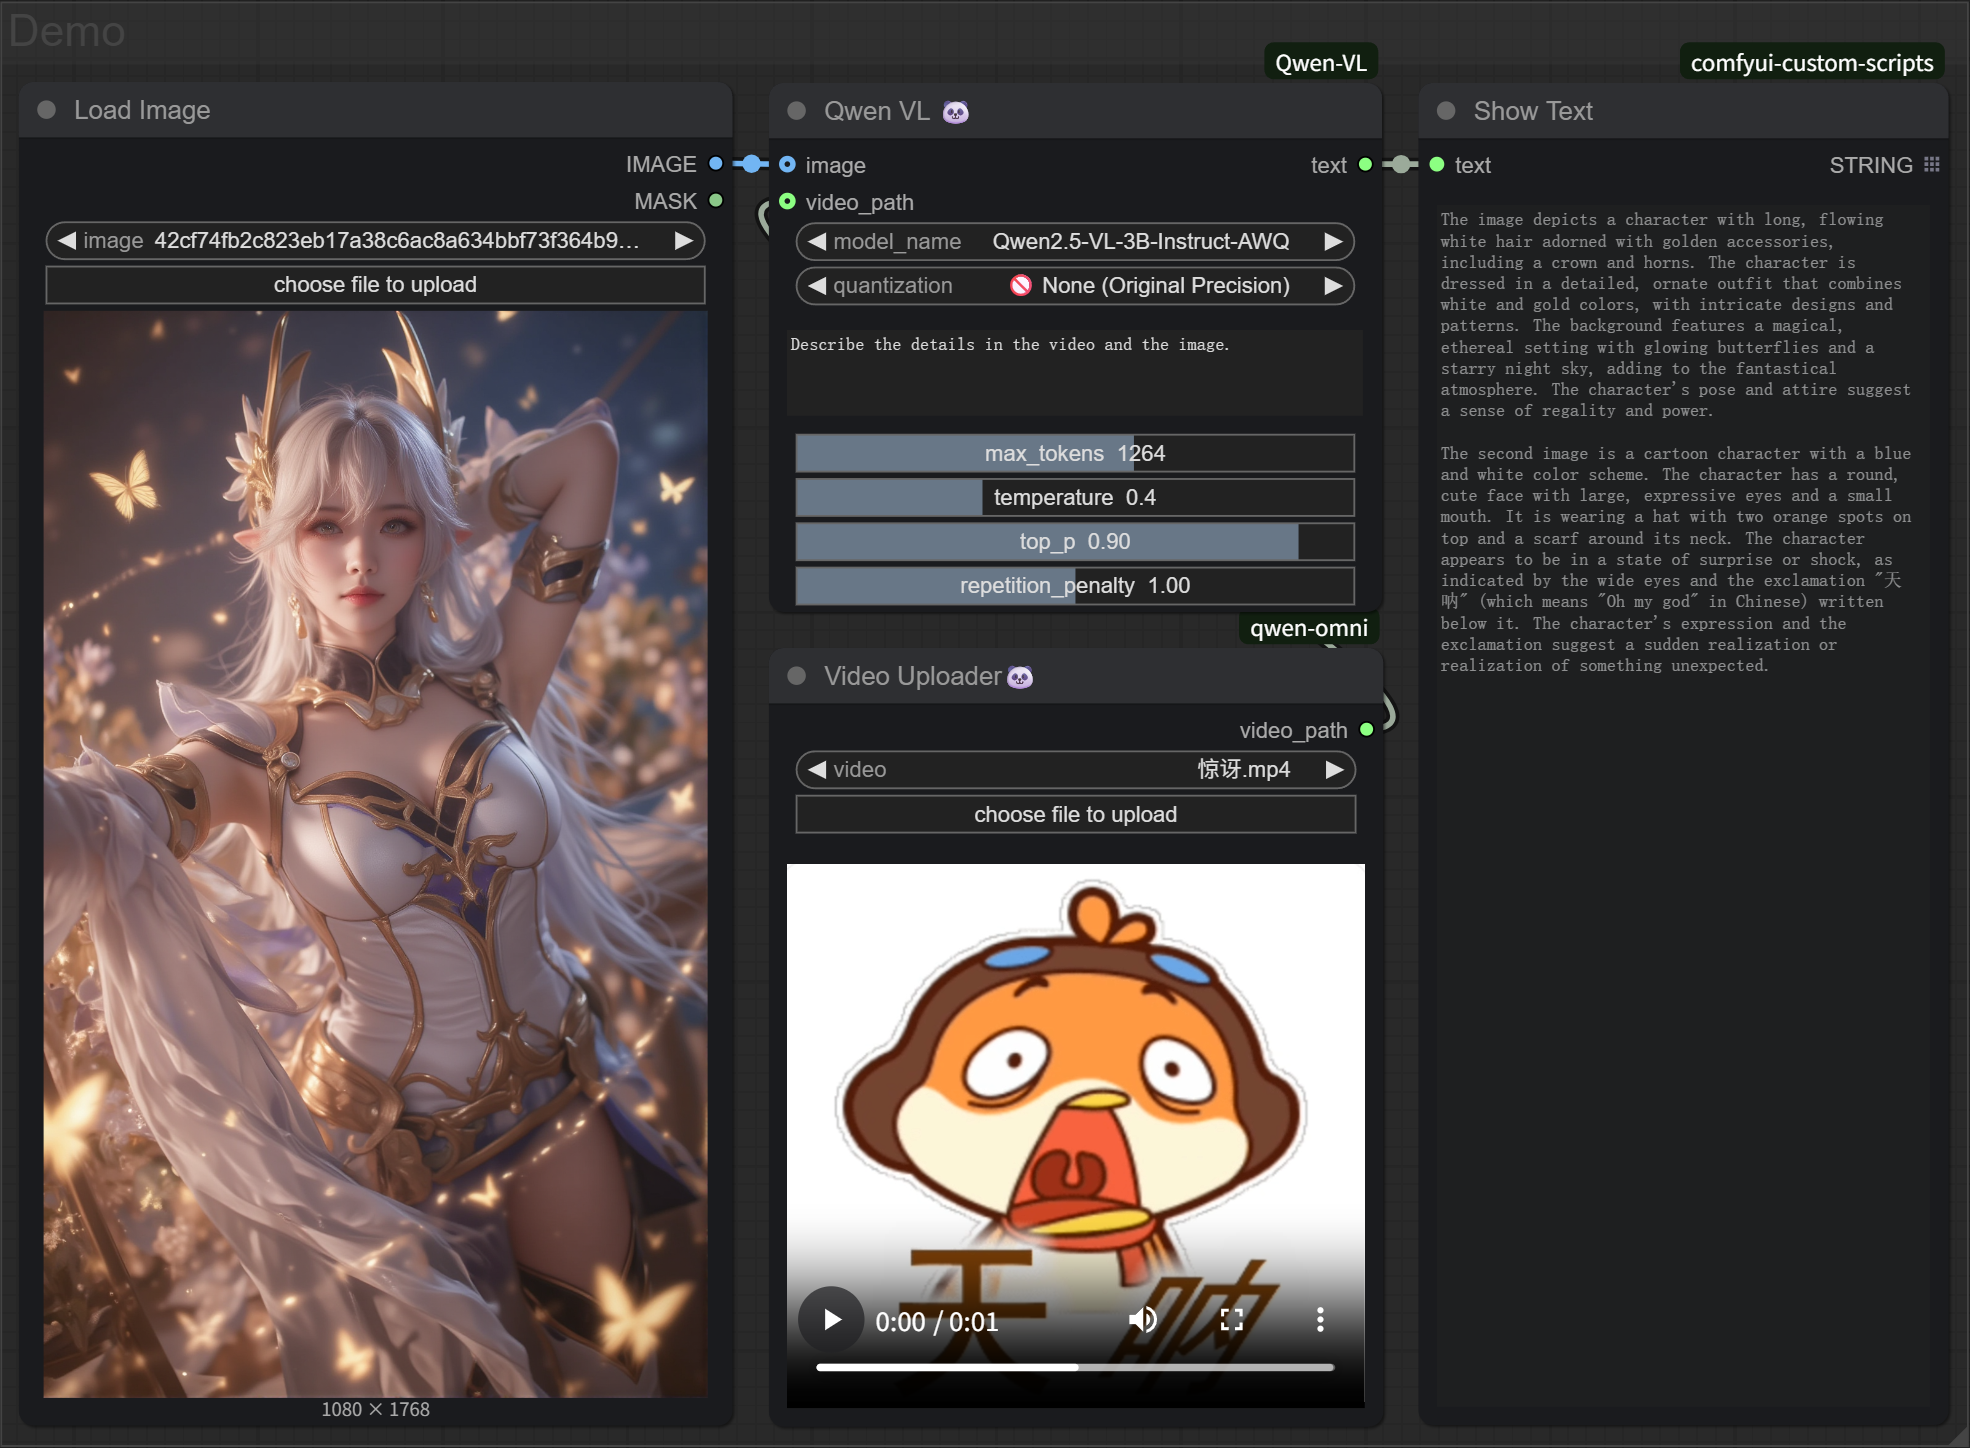 Demo
Load Image
IMAGE
MASK
image 42cf74fb2c823eb17a38c6ac8a634bbf73f364b9...
choose file to upload
1080 × 1768
Qwen-VL
Qwen VL
image
text
video_path
model_name Qwen2.5-VL-3B-Instruct-AWQ
quantization None (Original Precision)
Describe the details in the video and the image.
max_tokens 1264
temperature 0.4
top_p 0.90
repetition_penalty 1.00
qwen-omni
Video Uploader
video_path
video 惊讶.mp4
choose file to upload
天呐
0:00 / 0:01
comfyui-custom-scripts
Show Text
text
STRING
The image depicts a character with long, flowing
white hair adorned with golden accessories,
including a crown and horns. The character is
dressed in a detailed, ornate outfit that combines
white and gold colors, with intricate designs and
patterns. The background features a magical,
ethereal setting with glowing butterflies and a
starry night sky, adding to the fantastical
atmosphere. The character's pose and attire suggest
a sense of regality and power.
The second image is a cartoon character with a blue
and white color scheme. The character has a round,
cute face with large, expressive eyes and a small
mouth. It is wearing a hat with two orange spots on
top and a scarf around its neck. The character
appears to be in a state of surprise or shock, as
indicated by the wide eyes and the exclamation "天
呐" (which means "Oh my god" in Chinese) written
below it. The character's expression and the
exclamation suggest a sudden realization or
realization of something unexpected.